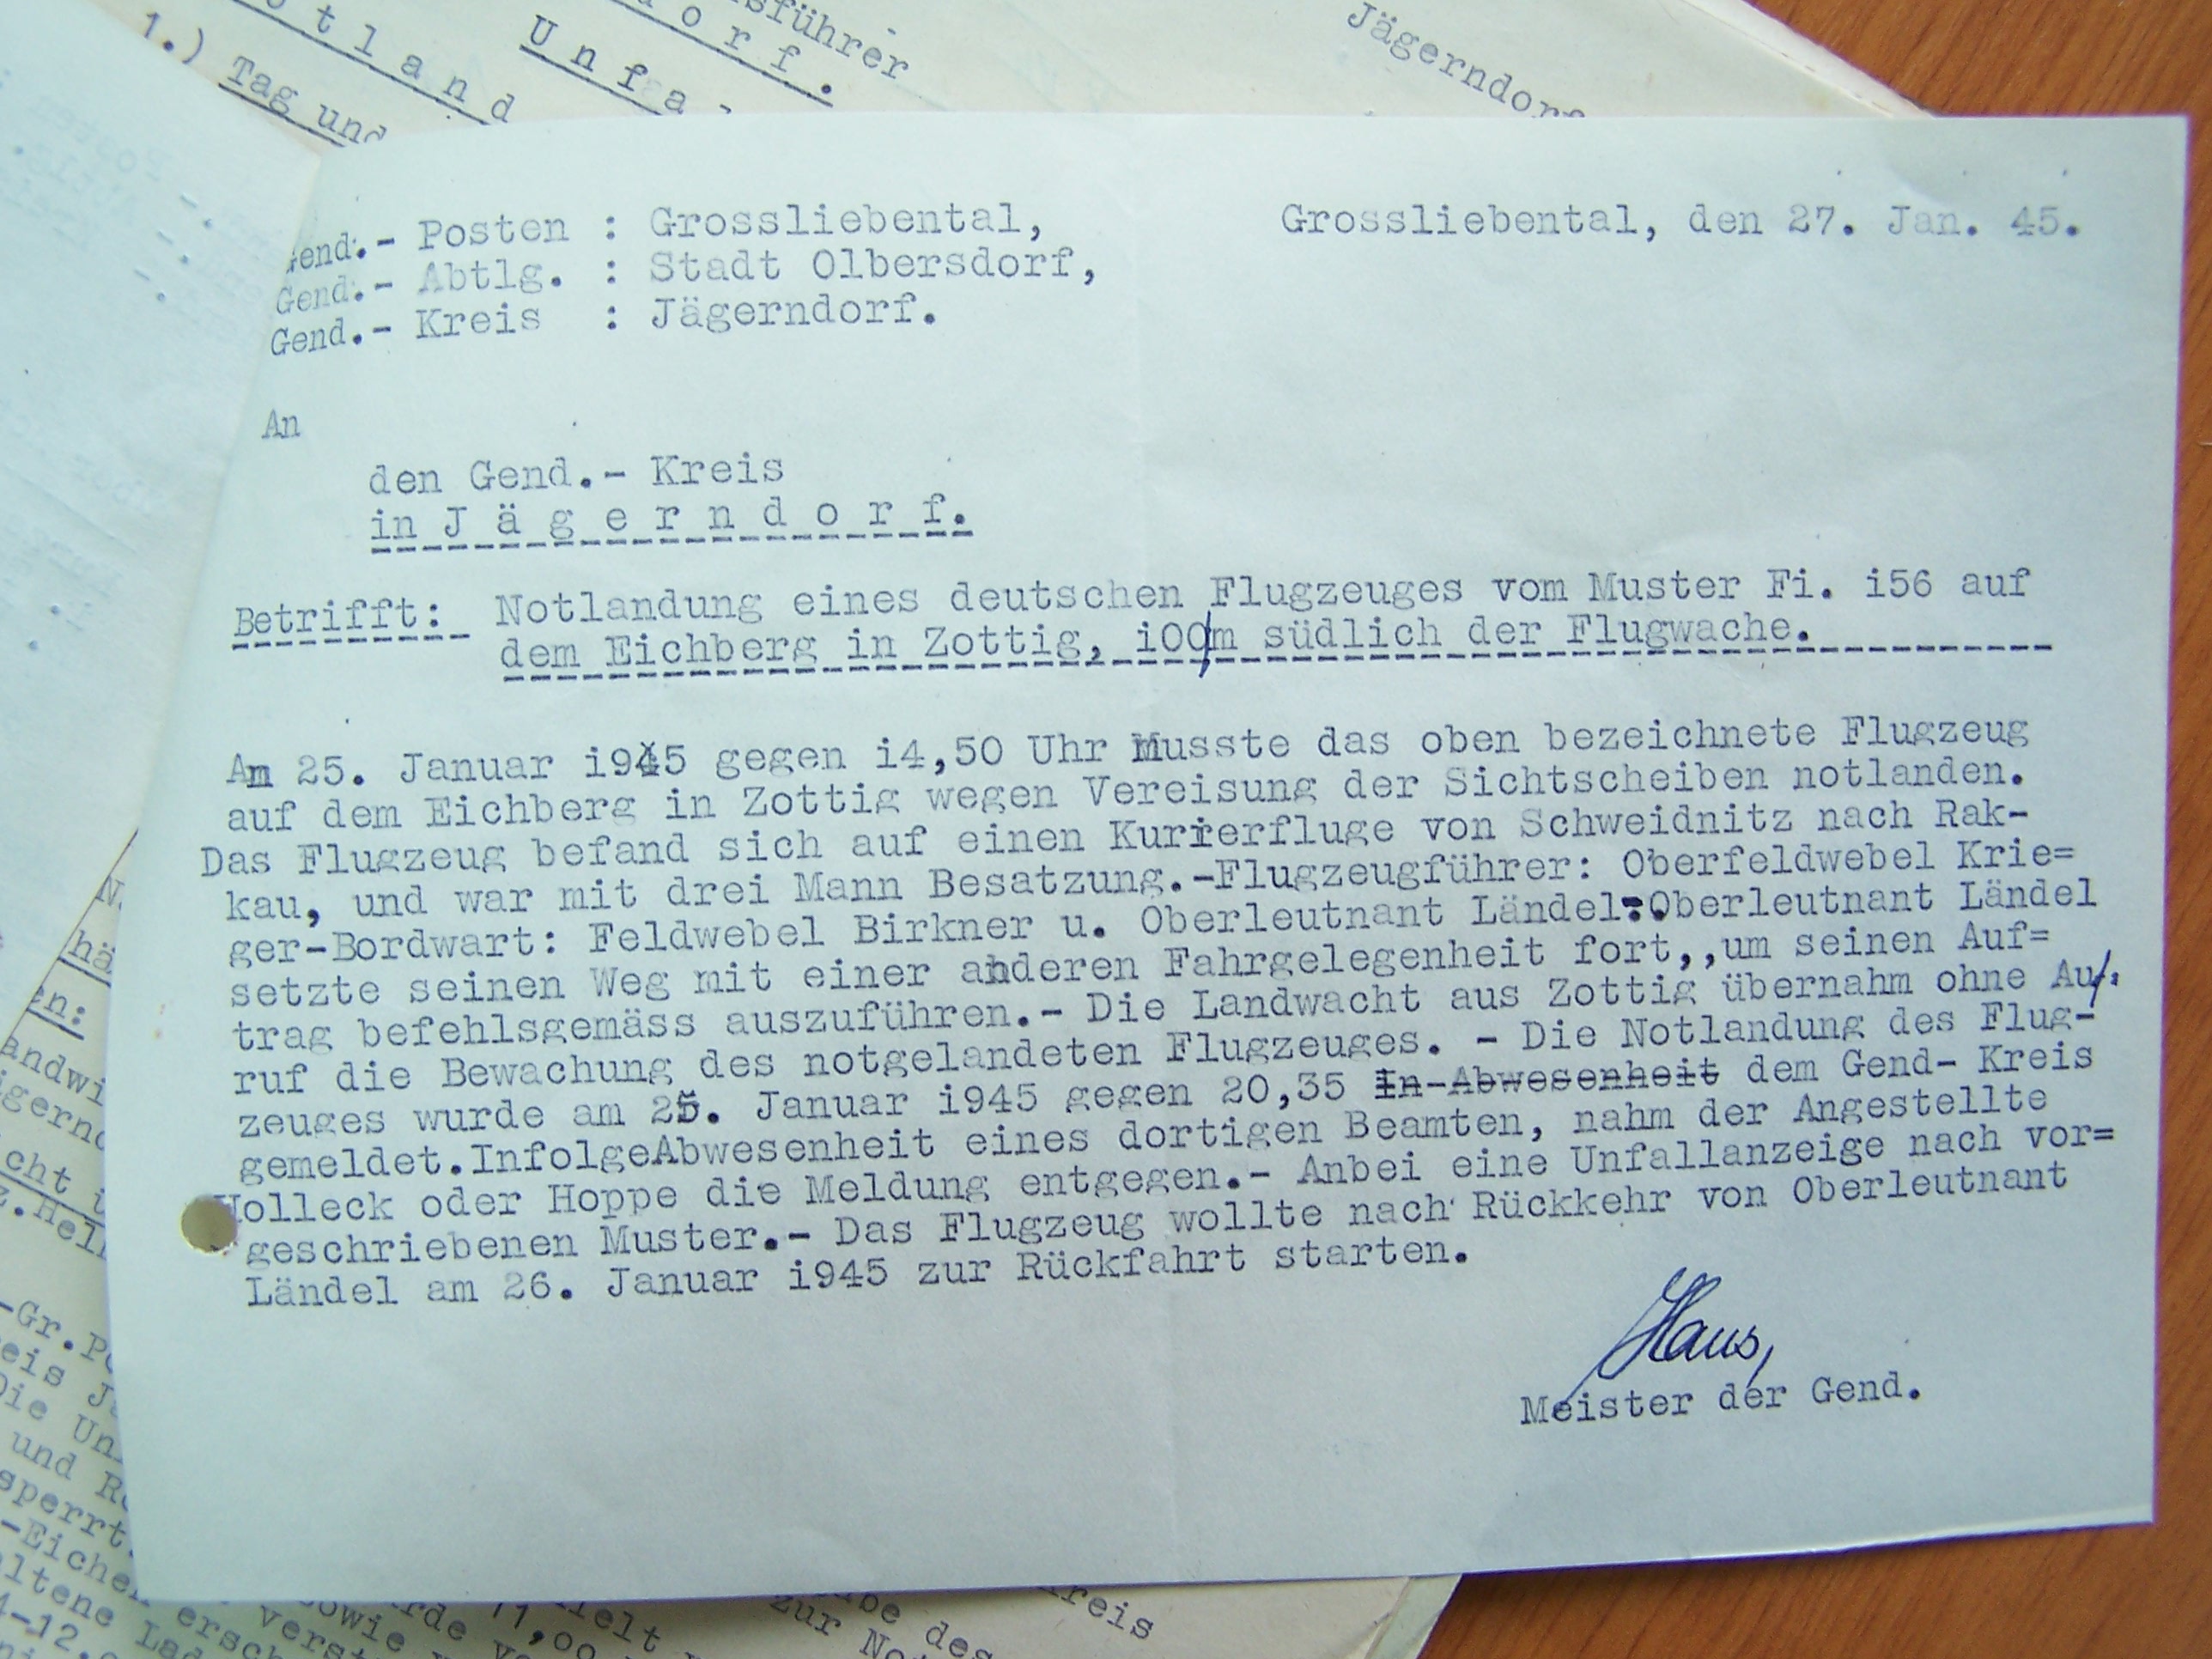 1.) Tag und
Unfa
Jägerndorf
Gend.- Posten : Grossliebental,
Grossliebental, den 27. Jan. 45.
Gend.- Abtlg. : Stadt Olbersdorf,
Gend.- Kreis : Jägerndorf.
An
den Gend.- Kreis
in J ä g e r n d o r f.
Betrifft: Notlandung eines deutschen Flugzeuges vom Muster Fi. i56 auf
dem Eichberg in Zottig, i00m südlich der Flugwache.
Am 25. Januar i945 gegen i4,50 Uhr Musste das oben bezeichnete Flugzeug
auf dem Eichberg in Zottig wegen Vereisung der Sichtscheiben notlanden.
Das Flugzeug befand sich auf einen Kurierfluge von Schweidnitz nach Rak-
kau, und war mit drei Mann Besatzung.-Flugzeugführer: Oberfeldwebel Krie=
ger-Bordwart: Feldwebel Birkner u. Oberleutnant Ländel.Oberleutnant Ländel
setzte seinen Weg mit einer anderen Fahrgelegenheit fort,,um seinen Auf=
trag befehlsgemäss auszuführen.- Die Landwacht aus Zottig übernahm ohne Auf-
ruf die Bewachung des notgelandeten Flugzeuges. - Die Notlandung des Flug-
zeuges wurde am 25. Januar i945 gegen 20,35 In-Abwesenheit dem Gend- Kreis
gemeldet.InfolgeAbwesenheit eines dortigen Beamten, nahm der Angestellte
Holleck oder Hoppe die Meldung entgegen.- Anbei eine Unfallanzeige nach vor=
geschriebenen Muster.- Das Flugzeug wollte nach Rückkehr von Oberleutnant
Ländel am 26. Januar i945 zur Rückfahrt starten.
Haus,
Meister der Gend.